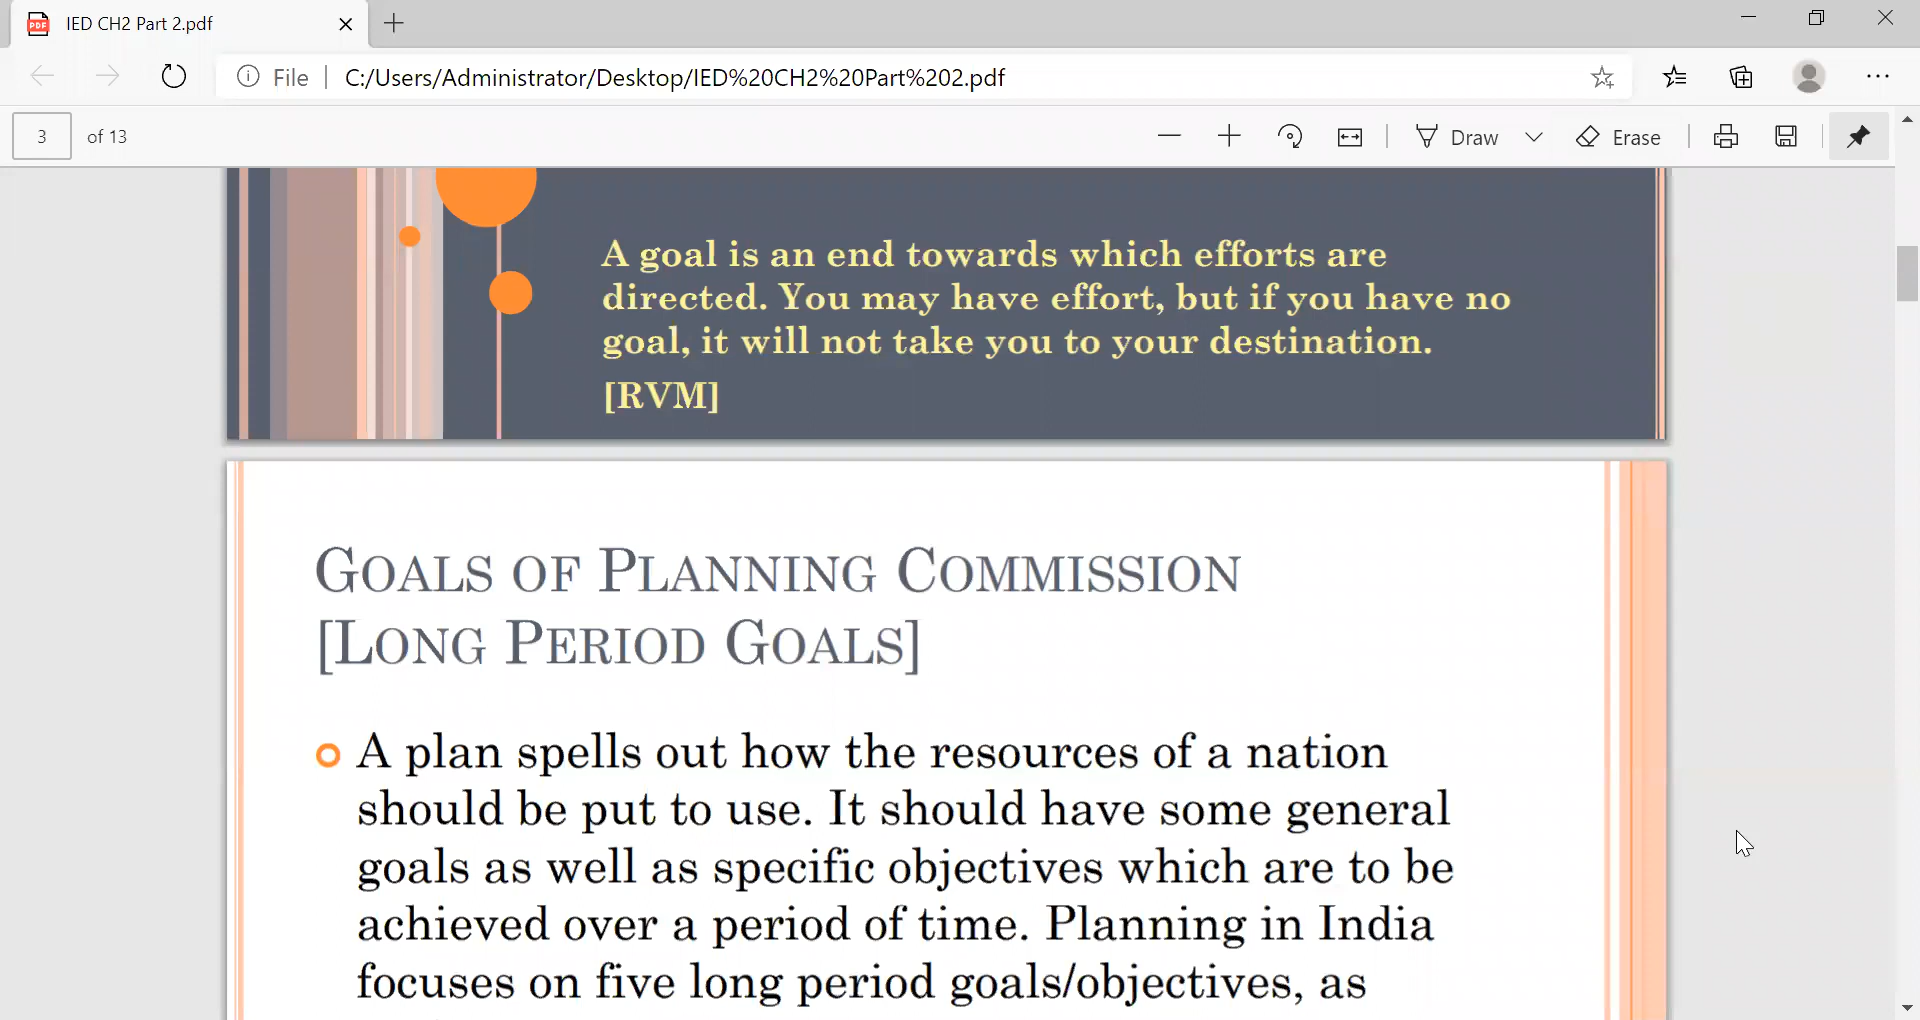 IED CH2 Part 2.pdf
File
C:/Users/Administrator/Desktop/IED%20CH2%20Part%202.pdf
3 of 13
Draw
Erase
A goal is an end towards which efforts are
directed. You may have effort, but if you have no
goal, it will not take you to your destination.
[RVM]
GOALS OF PLANNING COMMISSION
[LONG PERIOD GOALS]
A plan spells out how the resources of a nation
should be put to use. It should have some general
goals as well as specific objectives which are to be
achieved over a period of time. Planning in India
focuses on five long period goals/objectives, as